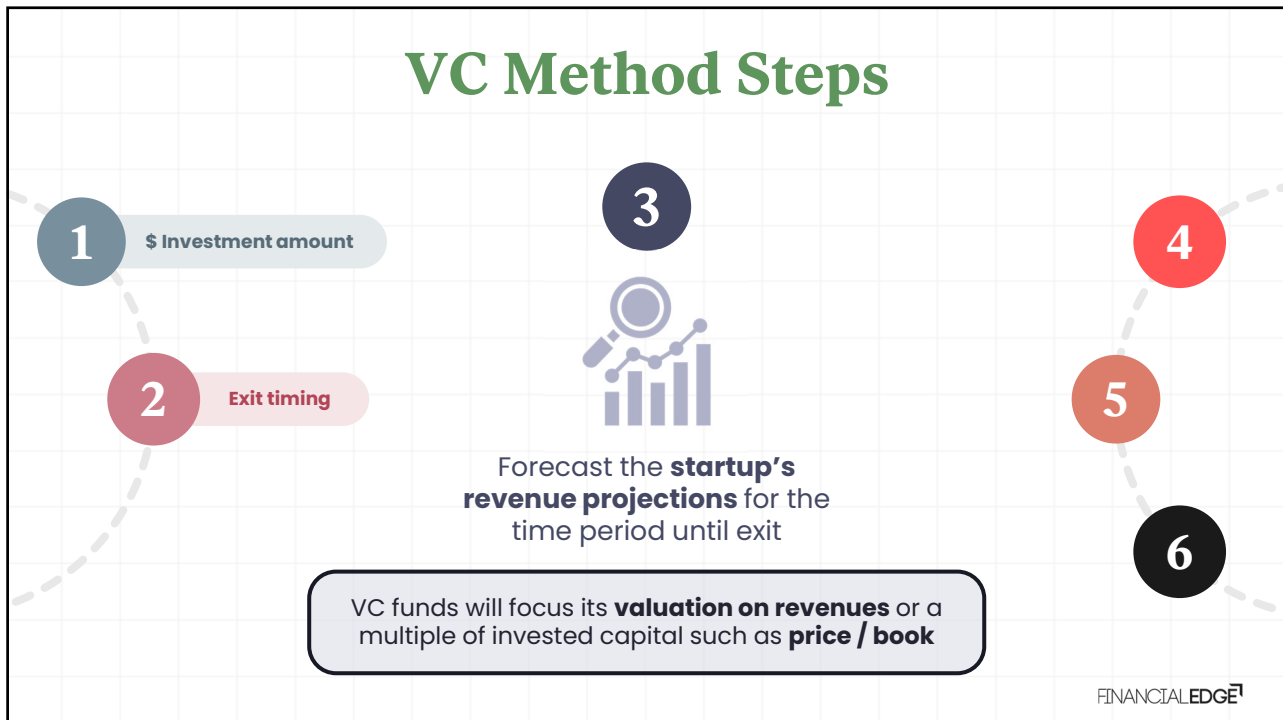 VC Method Steps
1
$ Investment amount
2
Exit timing
3
Forecast the startup’s
revenue projections for the
time period until exit
VC funds will focus its valuation on revenues or a
multiple of invested capital such as price / book
4
5
6
FINANCIALEDGE